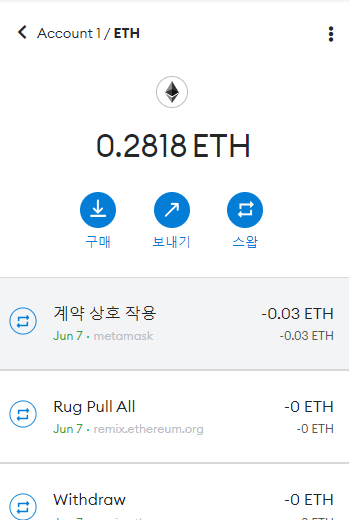 Account 1 / ETH
0.2818 ETH
구매 보내기 스왑
계약 상호 작용 -0.03 ETH
Jun 7 · metamask -0.03 ETH
Rug Pull All -0 ETH
Jun 7 · remix.ethereum.org -0 ETH
Withdraw -0 ETH